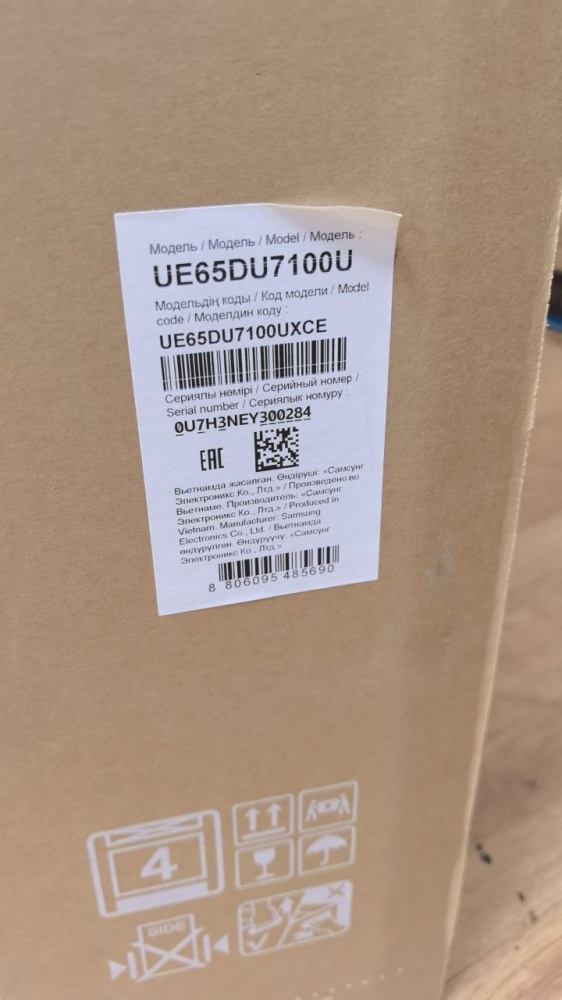 Модель / Модель / Model / Модель :
UE65DU7100U
Модельдің коды / Код модели / Model
code / Моделдин коду :
UE65DU7100UXCE
Сериялы нөмірі / Серийный номер /
Serial number / Сериялык номуру :
0U7H3NEY300284
EAC
Вьетнамда жасалған. Өндіруші: «Самсунг
Электроникс Ко., Лтд.» / Произведено во
Вьетнаме. Производитель: «Самсунг
Электроникс Ко., Лтд.» / Produced in
Vietnam. Manufacturer: Samsung
Electronics Co., Ltd. / Вьетнамда
өндүрүлгөн. Өндүрүүчү: «Самсунг
Электроникс Ко., Лтд.»
8 806095 485690
4
SIDE